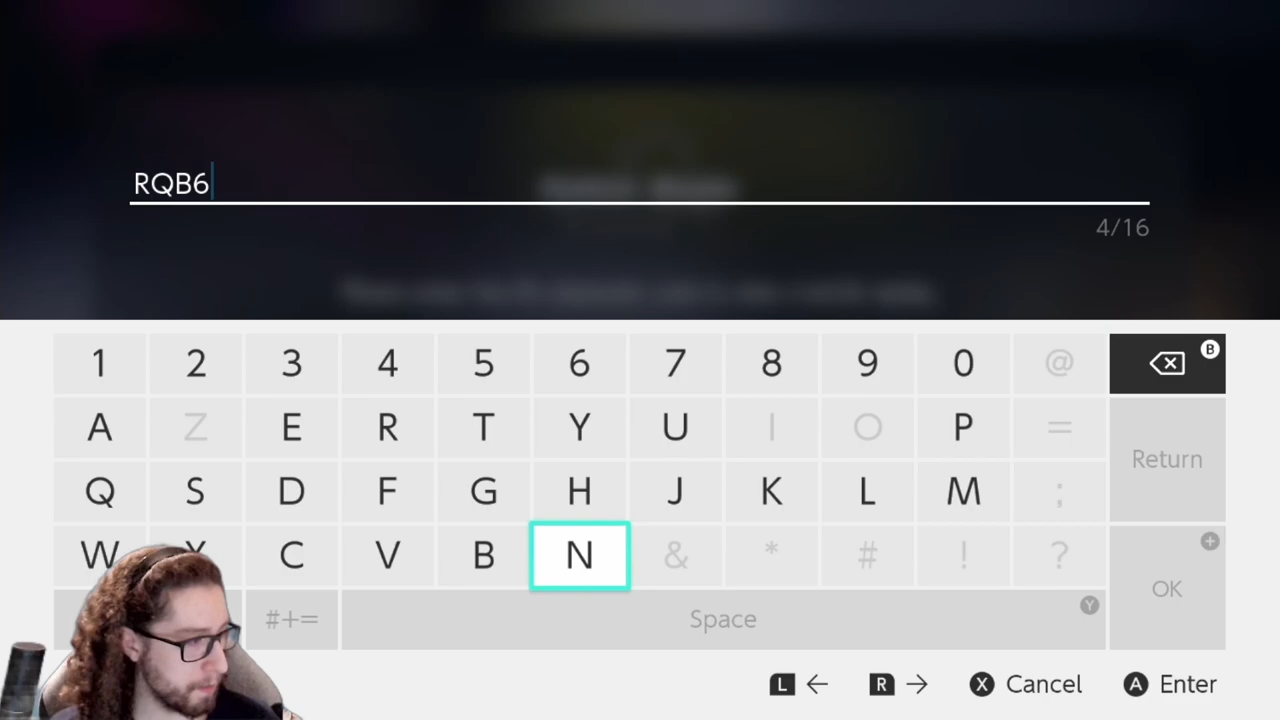 RQB6
4/16
1 2 3 4 5 6 7 8 9 0 @ B
A Z E R T Y U I O P =
Return
Q S D F G H J K L M ;
W X C V B N & * # ! ? +
OK
#+= Space Y
L ← R → X Cancel A Enter